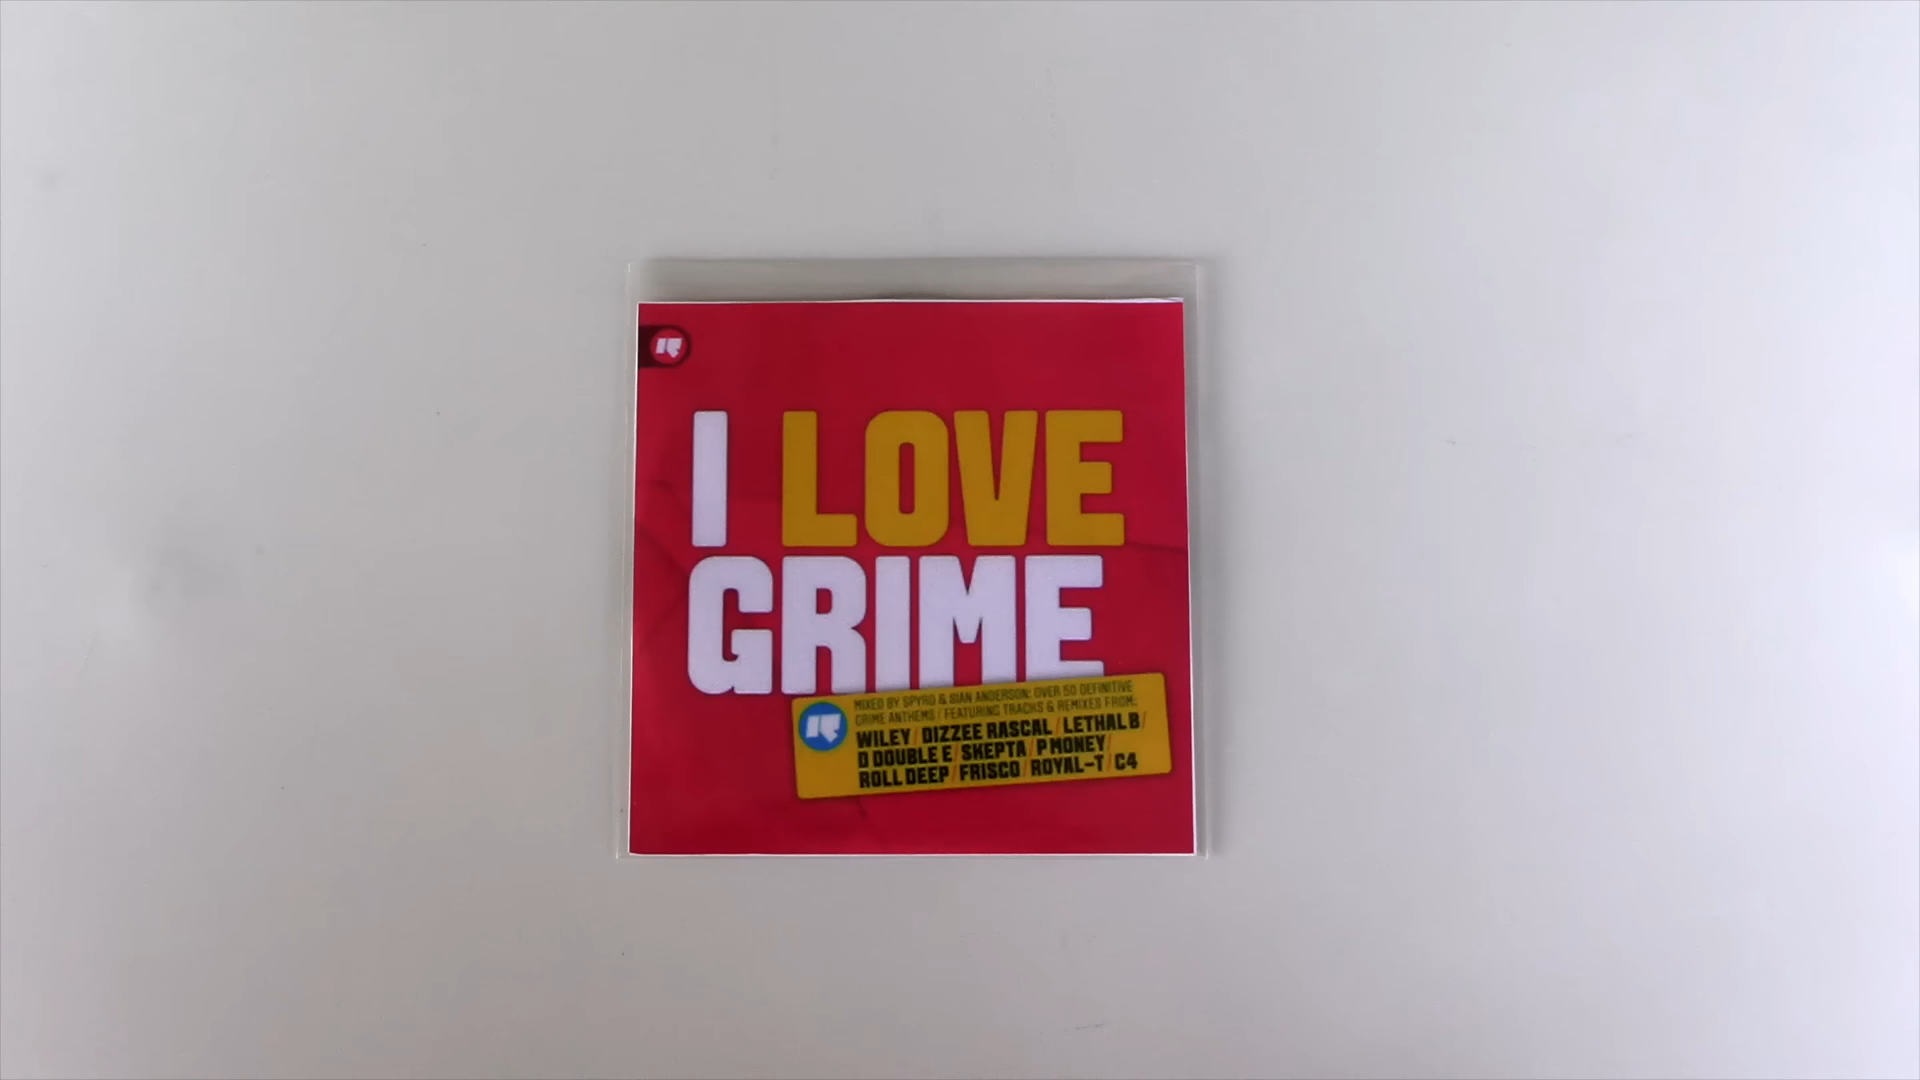 I LOVE
GRIME
MIXED BY SPYRO & SIAN ANDERSON: OVER 50 DEFINITIVE
GRIME ANTHEMS / FEATURING TRACKS & REMIXES FROM:
WILEY / DIZZEE RASCAL / LETHAL B /
D DOUBLE E / SKEPTA / P MONEY /
ROLL DEEP / FRISCO / ROYAL-T / C4